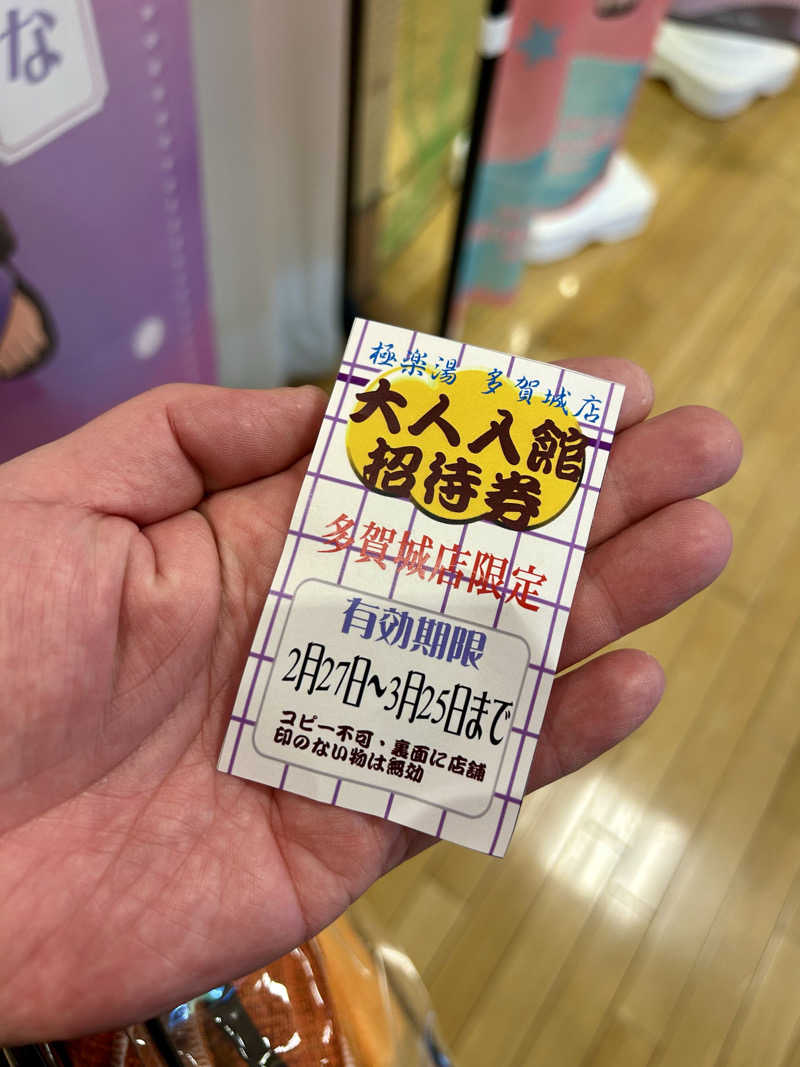 な
極楽湯 多賀城店
大人入館
招待券
多賀城店限定
有効期限
2月27日~3月25日まで
コピー不可、裏面に店舗
印のない物は無効